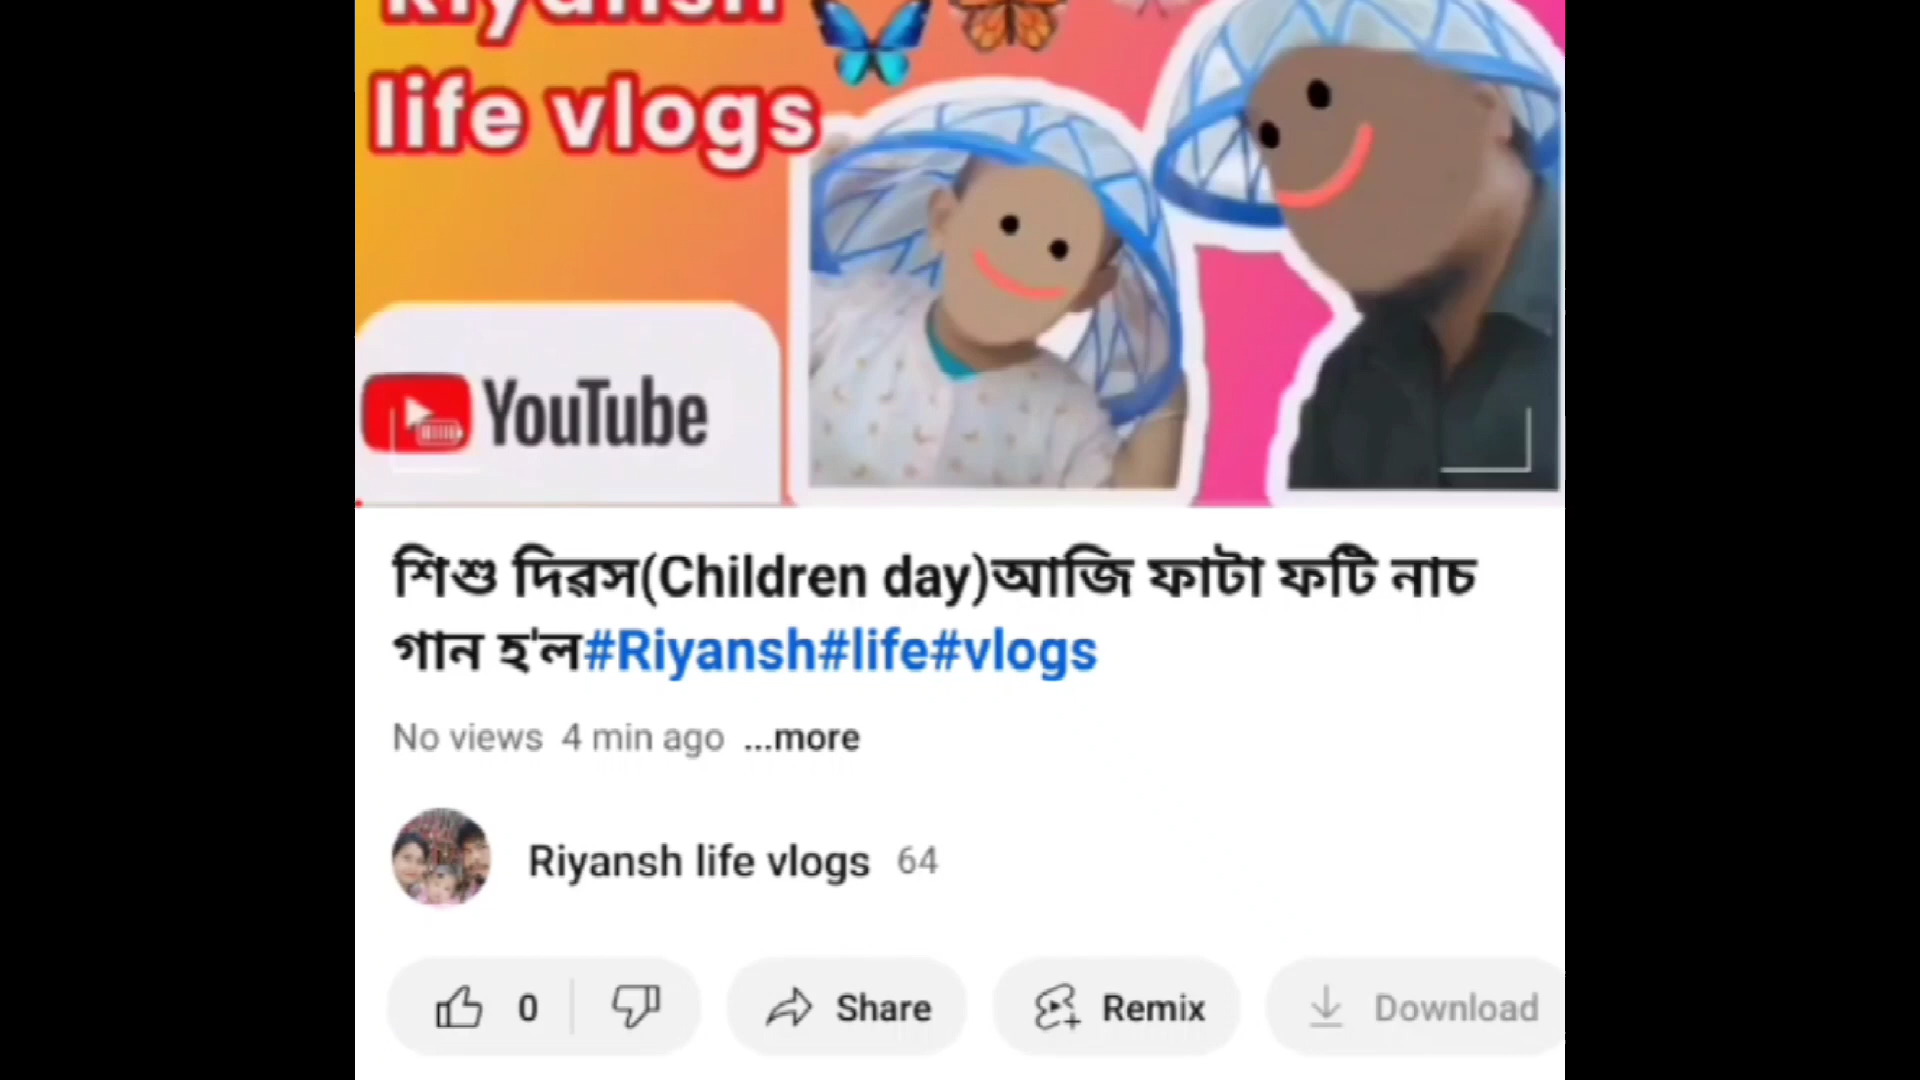 Riyansh
life vlogs
YouTube
শিশু দিৱস(Children day)আজি ফাটা ফটি নাচ
গান হ'ল#Riyansh#life#vlogs
No views 4 min ago ...more
Riyansh life vlogs 64
0 Share Remix Download